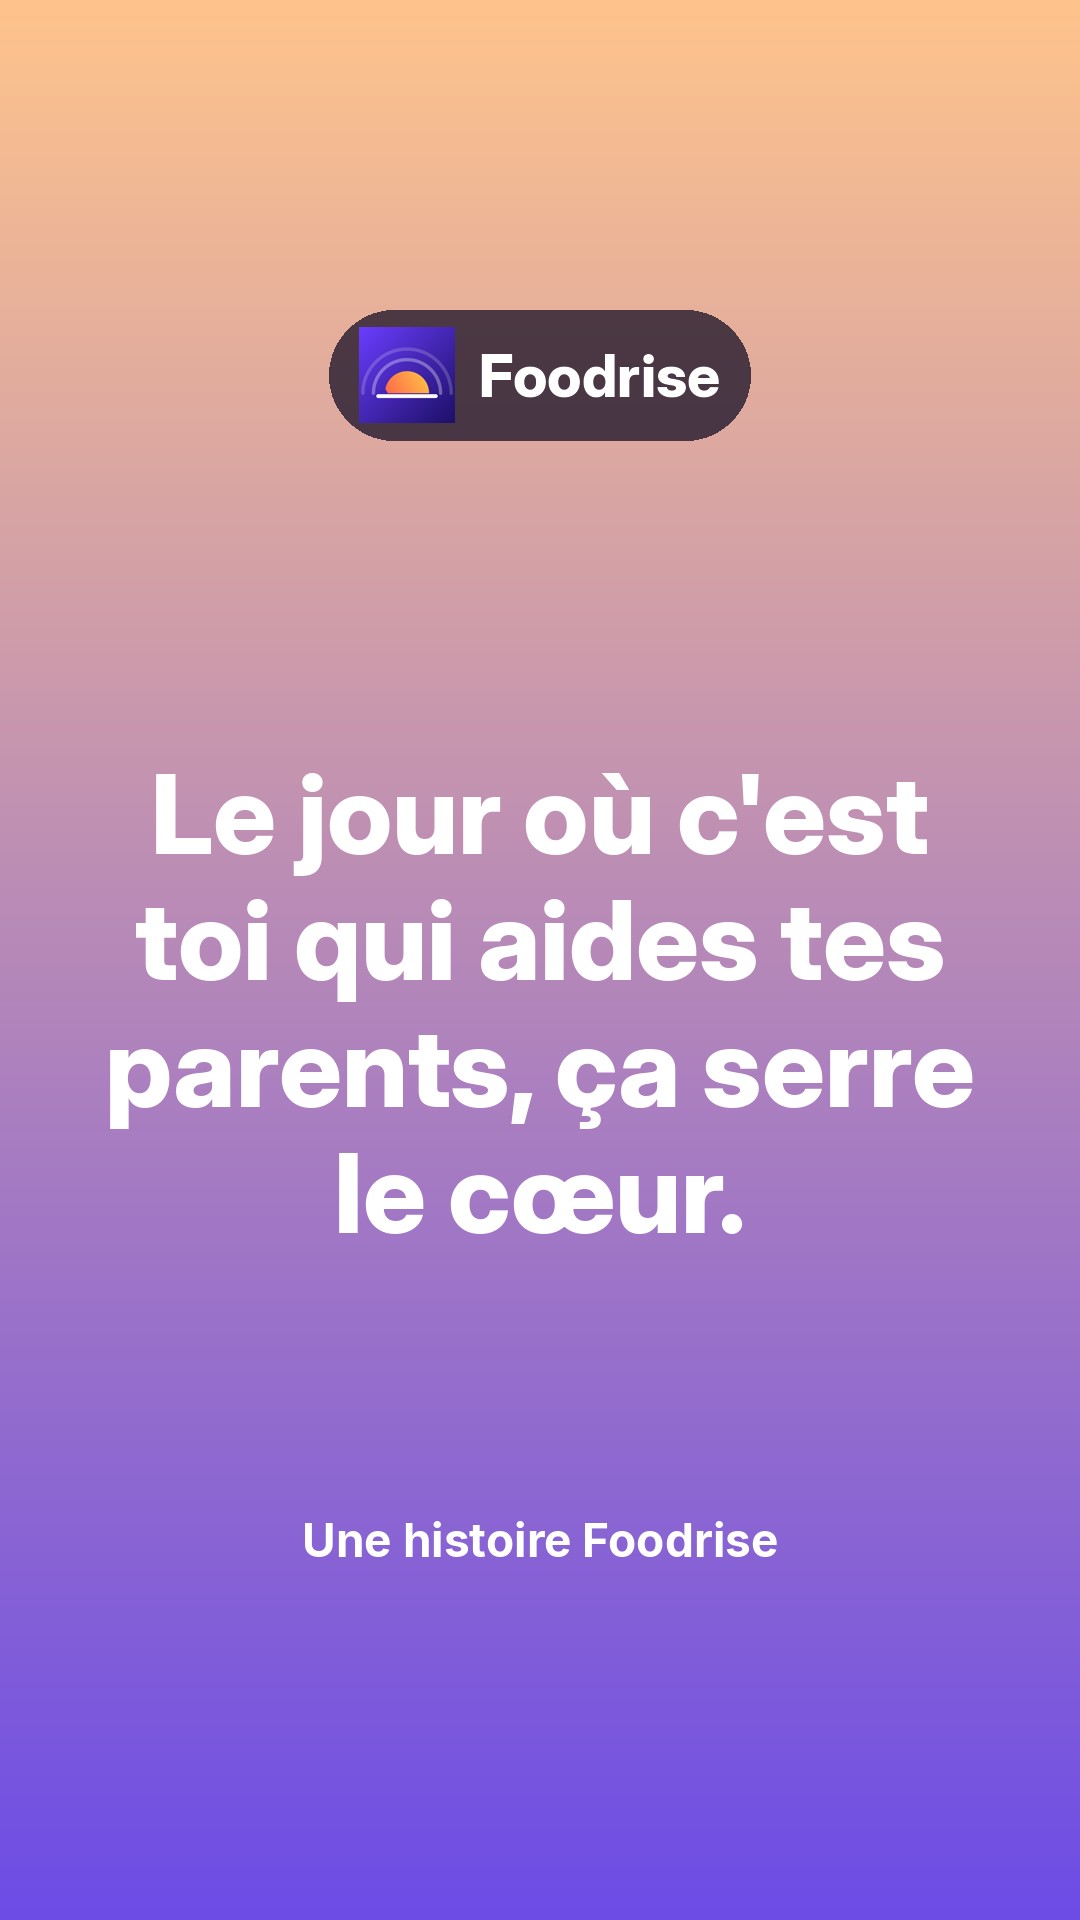 Foodrise
Le jour où c'est
toi qui aides tes
parents, ça serre
le cœur.
Une histoire Foodrise